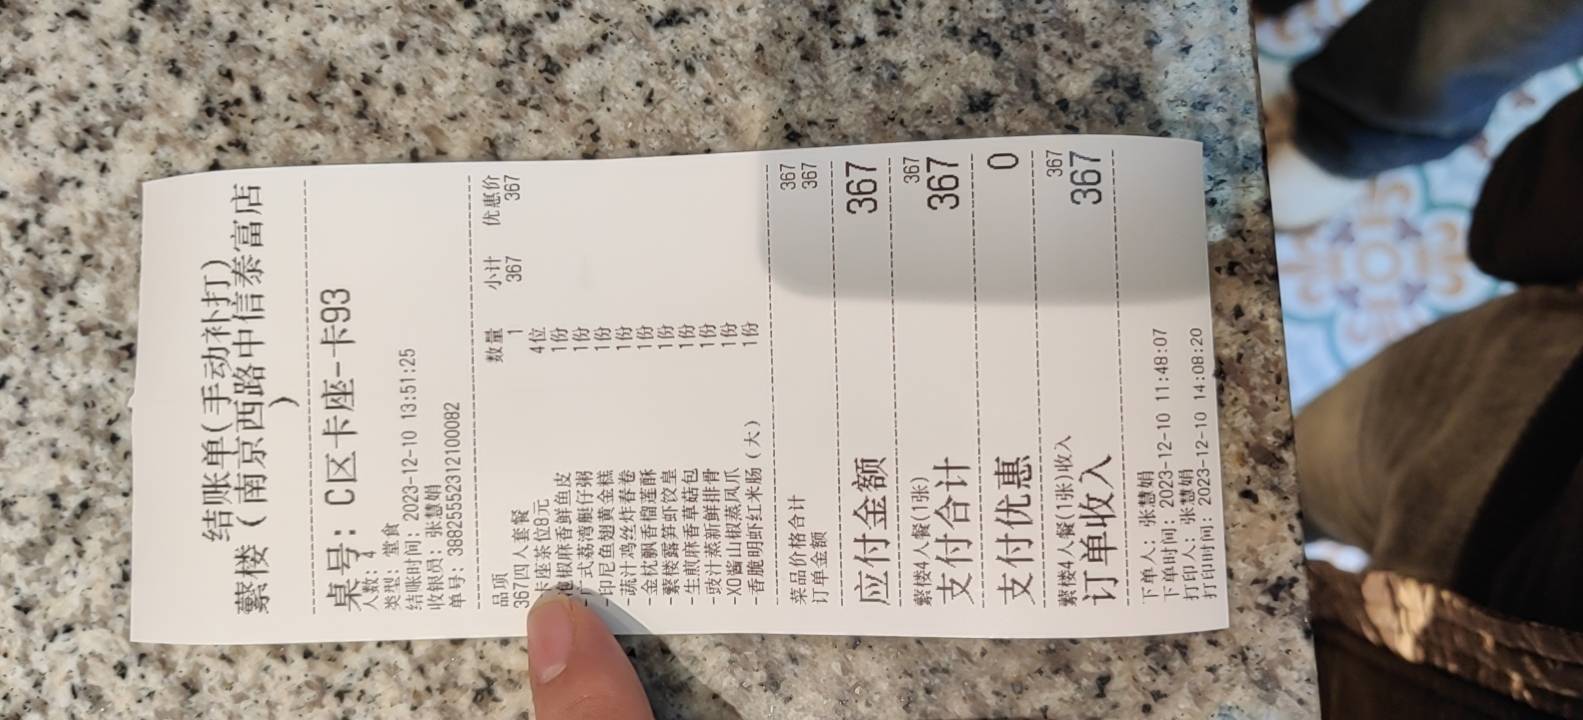 结账单(手动补打)
蘩楼(南京西路中信泰富店
)
桌号: C区卡座-卡93
人数: 4
类型: 堂食
结账时间: 2023-12-10 13:51:25
收银员: 张慧娟
单号: 3882555231210082
品项 数量 小计 优惠价
367四人套餐 1 367 367
卡座茶位8元 4位
椒麻香鲜鱼皮 1份
式荔湾艇仔粥 1份
-印尼鱼翅黄金糕 1份
-蔬汁鸡丝炸春卷 1份
-金枕飘香榴莲酥 1份
-蘩楼露笋虾饺皇 1份
-生煎麻香草菇包 1份
-豉汁蒸新鲜排骨 1份
-XO酱山椒蒸凤爪 1份
-香脆明虾红米肠(大) 1份
菜品价格合计 367
订单金额 367
应付金额 367
蘩楼4人餐(1张) 367
支付合计 367
支付优惠 0
蘩楼4人餐(1张)收入 367
订单收入 367
下单人: 张慧娟
下单时间: 2023-12-10 11:48:07
打印人: 张慧娟
打印时间: 2023-12-10 14:08:20